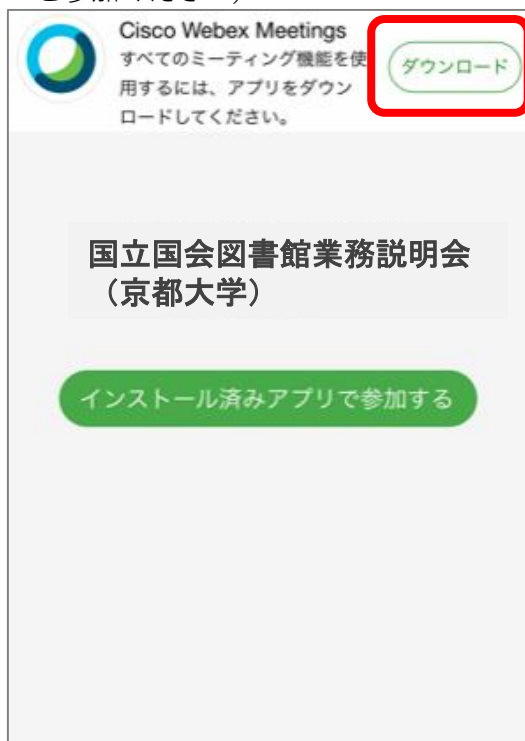 Cisco Webex Meetings
すべてのミーティング機能を使
用するには、アプリをダウン
ロードしてください。
ダウンロード
国立国会図書館業務説明会
（京都大学）
インストール済みアプリで参加する